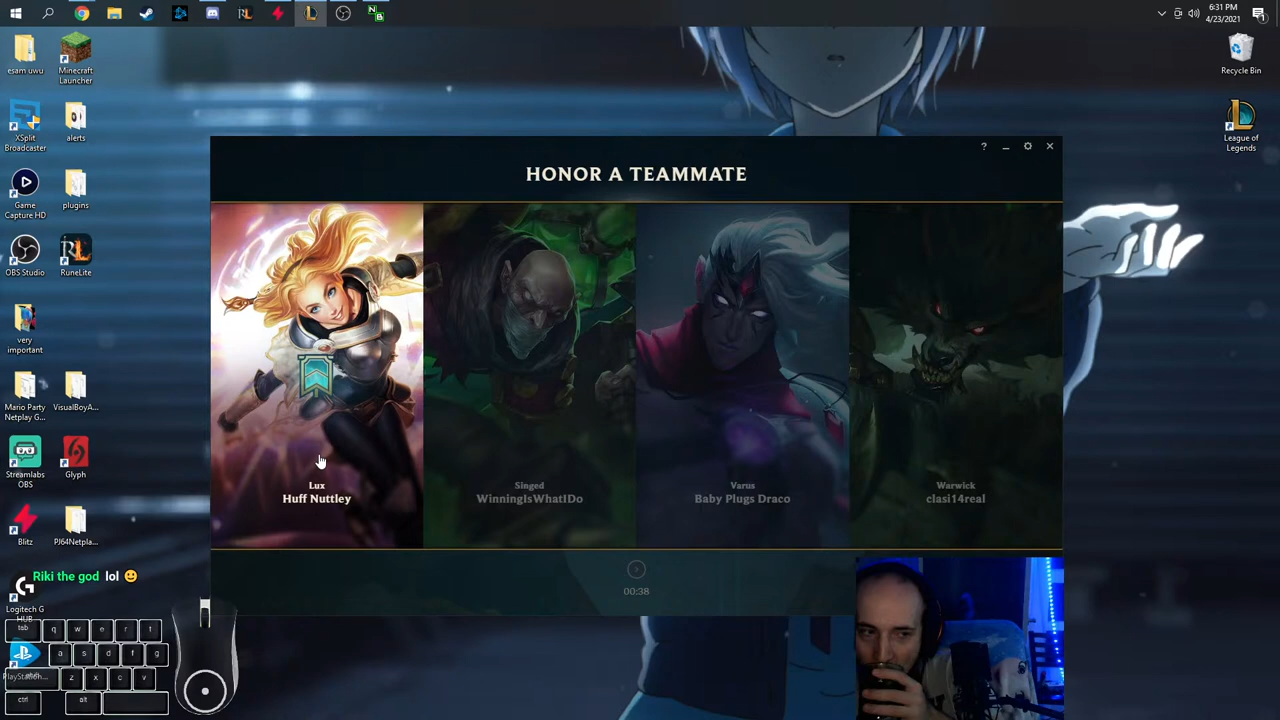 6:31 PM
4/23/2021
esam uwu
Minecraft
Launcher
Recycle Bin
XSplit
Broadcaster
alerts
League of
Legends
Game
Capture HD
plugins
OBS Studio
RuneLite
very
important
Mario Party
Netplay G...
VisualBoyA...
Streamlabs
OBS
Glyph
Blitz
PJ64Netpla...
HONOR A TEAMMATE
Lux
Huff Nuttley
Singed
WinningIsWhatIDo
Varus
Baby Plugs Draco
Warwick
clasi14real
00:38
Riki the god lol
Logitech G
HUB
tab q w e r t
a s d f g
PlayStation...
z x c v
ctrl alt